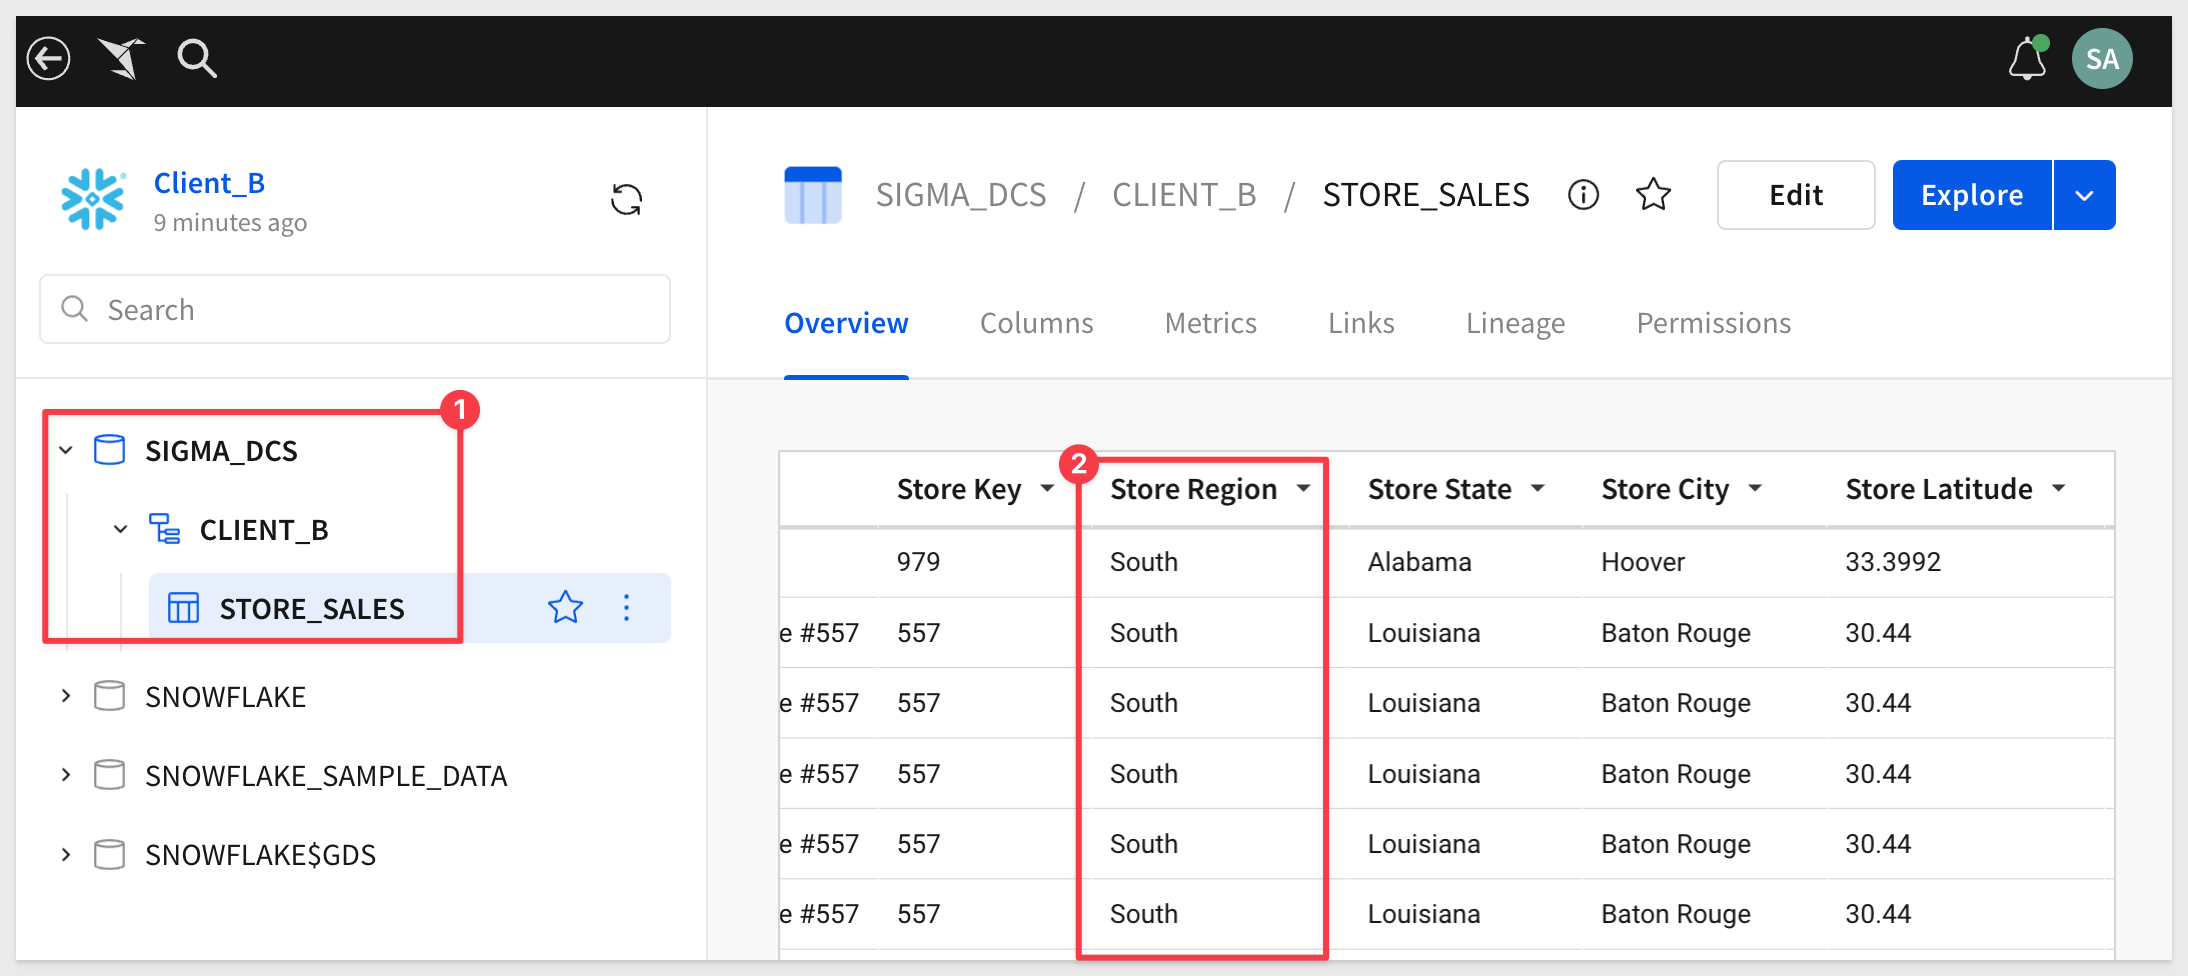 SA
Client_B
9 minutes ago
Search
1
SIGMA_DCS
CLIENT_B
STORE_SALES
SNOWFLAKE
SNOWFLAKE_SAMPLE_DATA
SNOWFLAKE$GDS
SIGMA_DCS / CLIENT_B / STORE_SALES
Edit
Explore
Overview Columns Metrics Links Lineage Permissions
2
Store Key Store Region Store State Store City Store Latitude
979 South Alabama Hoover 33.3992
e #557 557 South Louisiana Baton Rouge 30.44
e #557 557 South Louisiana Baton Rouge 30.44
e #557 557 South Louisiana Baton Rouge 30.44
e #557 557 South Louisiana Baton Rouge 30.44
e #557 557 South Louisiana Baton Rouge 30.44